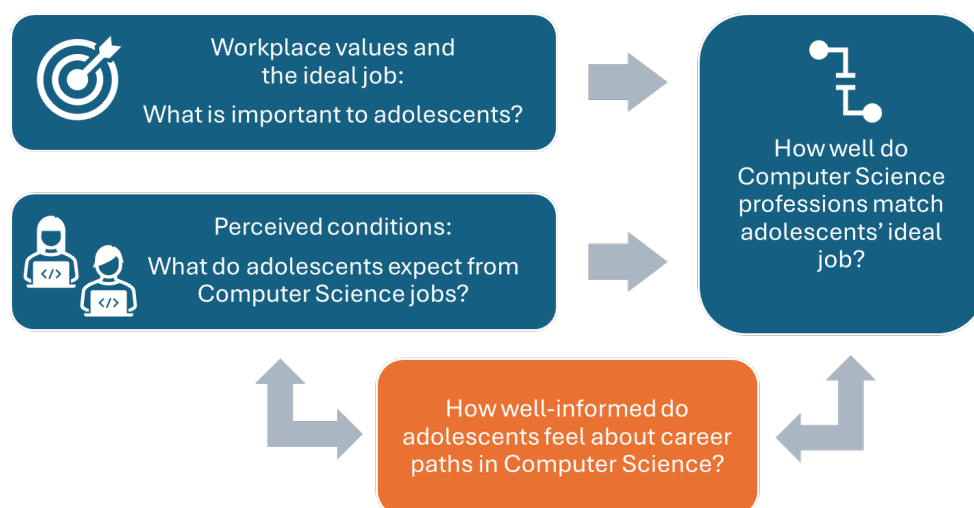 Workplace values and
the ideal job:
What is important to adolescents?
Perceived conditions:
What do adolescents expect from
Computer Science jobs?
</>
</>
How well do
Computer Science
professions match
adolescents' ideal
job?
How well-informed do
adolescents feel about career
paths in Computer Science?